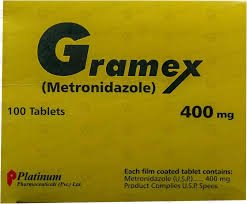 Gramex
(Metronidazole)
100 Tablets
400 mg
Platinum
Pharmaceuticals (Pvt.) Ltd.
Each film coated tablet contains:
Metronidazole (U.S.P.)..... 400 mg
Product Complies U.S.P. Specs.